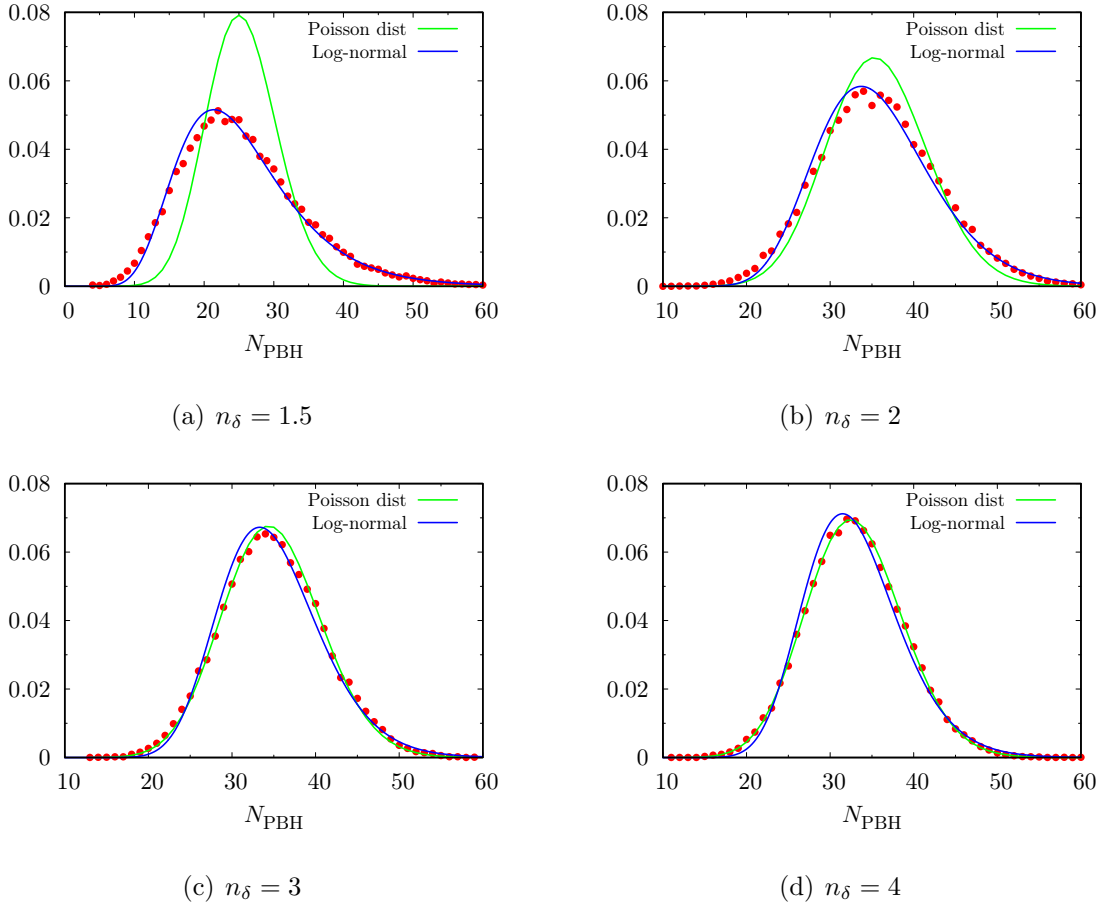 0.08
0.06
0.04
0.02
0
Poisson dist
Log-normal
0 10 20 30 40 50 60
N_PBH
(a) n_δ = 1.5
0.08
0.06
0.04
0.02
0
Poisson dist
Log-normal
10 20 30 40 50 60
N_PBH
(b) n_δ = 2
0.08
0.06
0.04
0.02
0
Poisson dist
Log-normal
10 20 30 40 50 60
N_PBH
(c) n_δ = 3
0.08
0.06
0.04
0.02
0
Poisson dist
Log-normal
10 20 30 40 50 60
N_PBH
(d) n_δ = 4